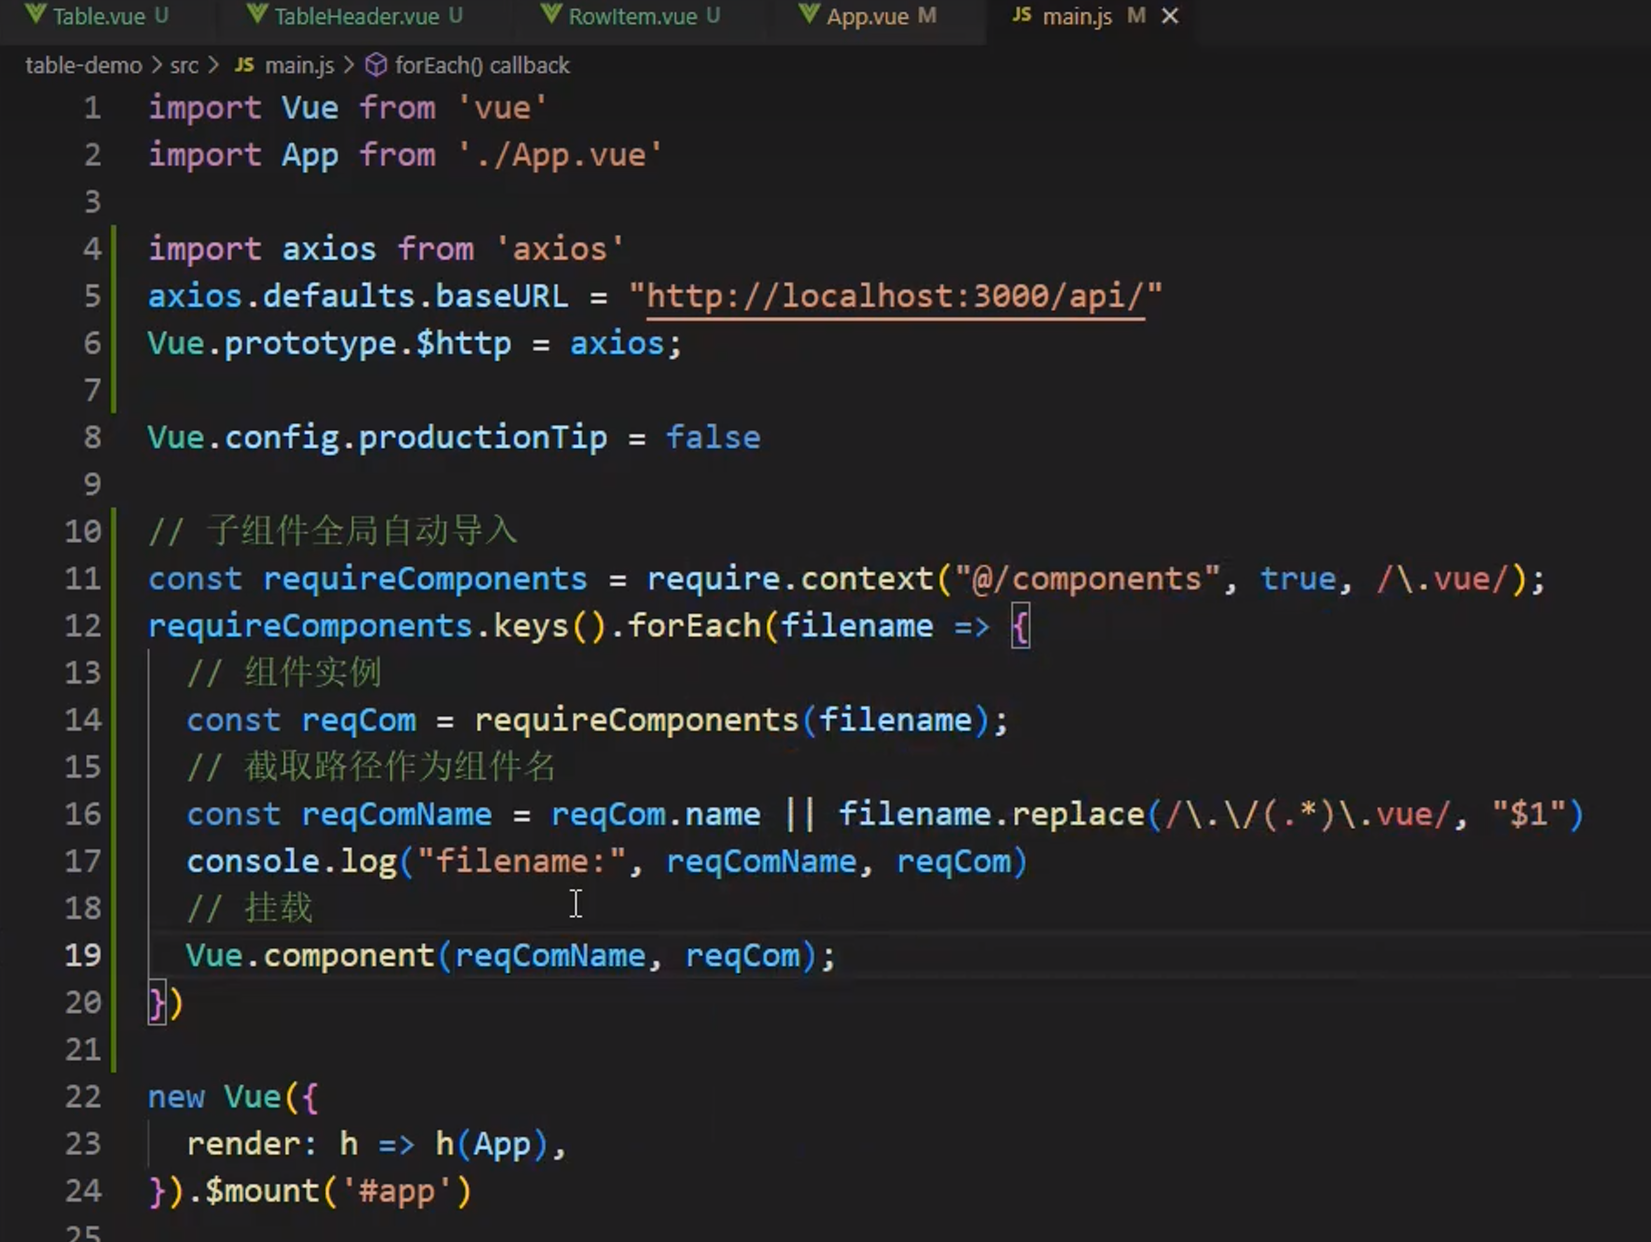 Table.vue U TableHeader.vue U RowItem.vue U App.vue M JS main.js M
table-demo > src > JS main.js > forEach() callback
1 import Vue from 'vue'
2 import App from './App.vue'
3
4 import axios from 'axios'
5 axios.defaults.baseURL = "http://localhost:3000/api/"
6 Vue.prototype.$http = axios;
7
8 Vue.config.productionTip = false
9
10 // 子组件全局自动导入
11 const requireComponents = require.context("@/components", true, /\.vue/);
12 requireComponents.keys().forEach(filename => {
13 // 组件实例
14 const reqCom = requireComponents(filename);
15 // 截取路径作为组件名
16 const reqComName = reqCom.name || filename.replace(/\.\/(.*)\.vue/, "$1")
17 console.log("filename:", reqComName, reqCom)
18 // 挂载
19 Vue.component(reqComName, reqCom);
20 })
21
22 new Vue({
23 render: h => h(App),
24 }).$mount('#app')
25